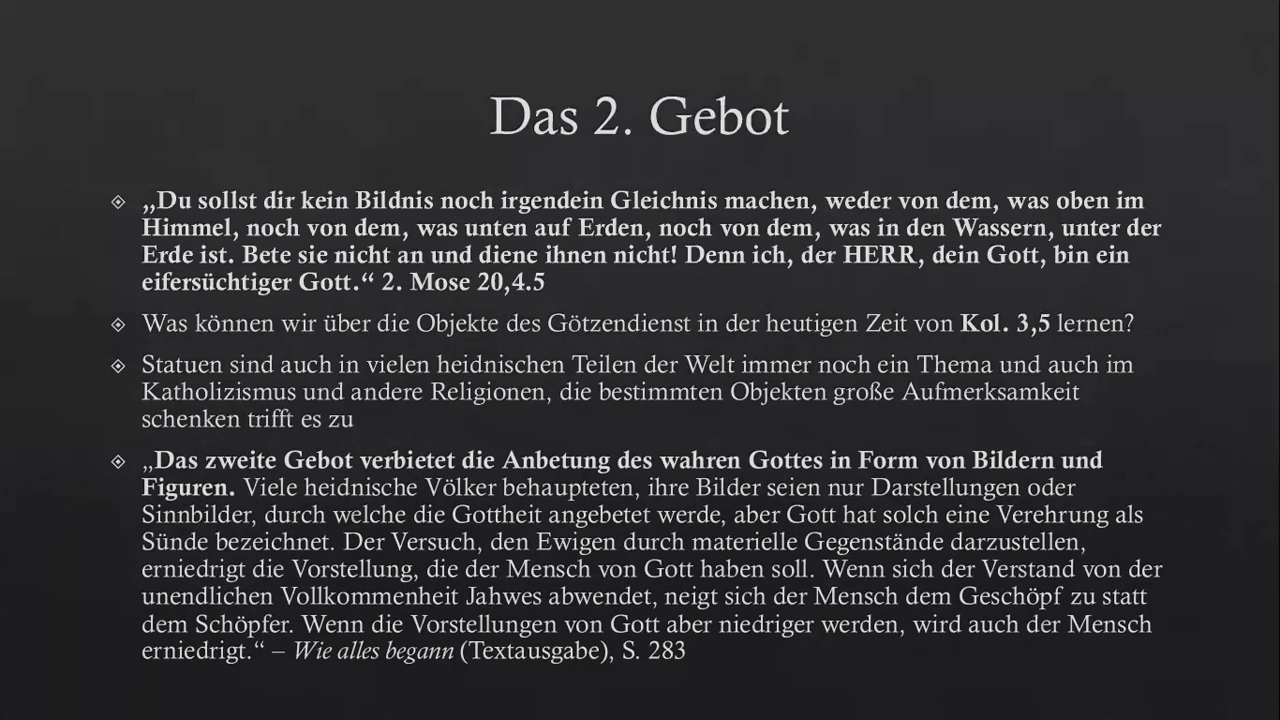 Das 2. Gebot
„Du sollst dir kein Bildnis noch irgendein Gleichnis machen, weder von dem, was oben im
Himmel, noch von dem, was unten auf Erden, noch von dem, was in den Wassern, unter der
Erde ist. Bete sie nicht an und diene ihnen nicht! Denn ich, der HERR, dein Gott, bin ein
eifersüchtiger Gott.“ 2. Mose 20,4.5
Was können wir über die Objekte des Götzendienst in der heutigen Zeit von Kol. 3,5 lernen?
Statuen sind auch in vielen heidnischen Teilen der Welt immer noch ein Thema und auch im
Katholizismus und andere Religionen, die bestimmten Objekten große Aufmerksamkeit
schenken trifft es zu
„Das zweite Gebot verbietet die Anbetung des wahren Gottes in Form von Bildern und
Figuren. Viele heidnische Völker behaupteten, ihre Bilder seien nur Darstellungen oder
Sinnbilder, durch welche die Gottheit angebetet werde, aber Gott hat solch eine Verehrung als
Sünde bezeichnet. Der Versuch, den Ewigen durch materielle Gegenstände darzustellen,
erniedrigt die Vorstellung, die der Mensch von Gott haben soll. Wenn sich der Verstand von der
unendlichen Vollkommenheit Jahwes abwendet, neigt sich der Mensch dem Geschöpf zu statt
dem Schöpfer. Wenn die Vorstellungen von Gott aber niedriger werden, wird auch der Mensch
erniedrigt.“ – Wie alles begann (Textausgabe), S. 283